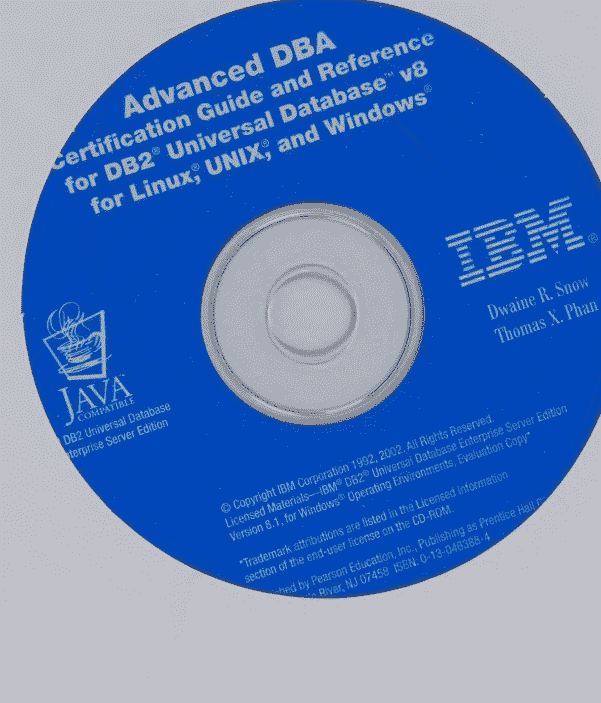 Advanced DBA
Certification Guide and Reference
for DB2® Universal Database™ v8
for Linux®, UNIX®, and Windows®
IBM®
Dwaine R. Snow
Thomas X. Phan
JAVA™
COMPATIBLE
DB2 Universal Database
terprise Server Edition
© Copyright IBM Corporation 1992, 2002. All Rights Reserved.
Licensed Materials—IBM® DB2® Universal Database Enterprise Server Edition
Version 8.1, for Windows® Operating Environments, Evaluation Copy*
*Trademark attributions are listed in the Licensed Information
section of the end-user license on the CD-ROM.
shed by Pearson Education, Inc., Publishing as Prentice Hall
River, NJ 07458 ISBN: 0-13-046388-4